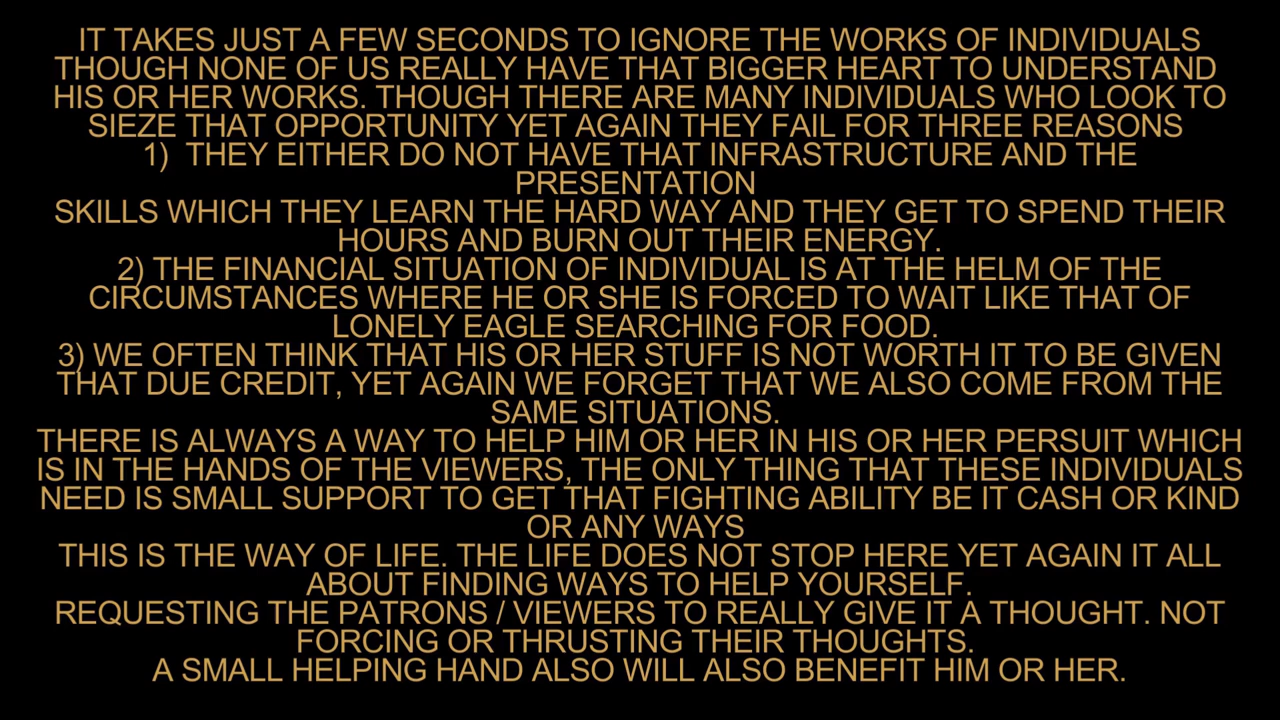 IT TAKES JUST A FEW SECONDS TO IGNORE THE WORKS OF INDIVIDUALS
THOUGH NONE OF US REALLY HAVE THAT BIGGER HEART TO UNDERSTAND
HIS OR HER WORKS. THOUGH THERE ARE MANY INDIVIDUALS WHO LOOK TO
SIEZE THAT OPPORTUNITY YET AGAIN THEY FAIL FOR THREE REASONS
1)  THEY EITHER DO NOT HAVE THAT INFRASTRUCTURE AND THE
PRESENTATION
SKILLS WHICH THEY LEARN THE HARD WAY AND THEY GET TO SPEND THEIR
HOURS AND BURN OUT THEIR ENERGY.
2) THE FINANCIAL SITUATION OF INDIVIDUAL IS AT THE HELM OF THE
CIRCUMSTANCES WHERE HE OR SHE IS FORCED TO WAIT LIKE THAT OF
LONELY EAGLE SEARCHING FOR FOOD.
3) WE OFTEN THINK THAT HIS OR HER STUFF IS NOT WORTH IT TO BE GIVEN
THAT DUE CREDIT, YET AGAIN WE FORGET THAT WE ALSO COME FROM THE
SAME SITUATIONS.
THERE IS ALWAYS A WAY TO HELP HIM OR HER IN HIS OR HER PERSUIT WHICH
IS IN THE HANDS OF THE VIEWERS, THE ONLY THING THAT THESE INDIVIDUALS
NEED IS SMALL SUPPORT TO GET THAT FIGHTING ABILITY BE IT CASH OR KIND
OR ANY WAYS
THIS IS THE WAY OF LIFE. THE LIFE DOES NOT STOP HERE YET AGAIN IT ALL
ABOUT FINDING WAYS TO HELP YOURSELF.
REQUESTING THE PATRONS / VIEWERS TO REALLY GIVE IT A THOUGHT. NOT
FORCING OR THRUSTING THEIR THOUGHTS.
A SMALL HELPING HAND ALSO WILL ALSO BENEFIT HIM OR HER.